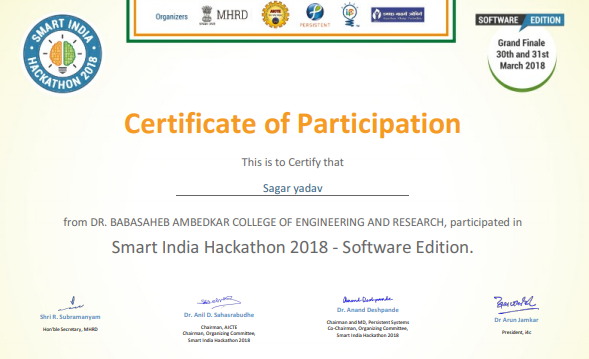 SMART INDIA
HACKATHON 2018
Organizers
MHRD
PERSISTENT
SOFTWARE EDITION
Grand Finale
30th and 31st
March 2018
Certificate of Participation
This is to Certify that
Sagar yadav
from DR. BABASAHEB AMBEDKAR COLLEGE OF ENGINEERING AND RESEARCH, participated in
Smart India Hackathon 2018 - Software Edition.
Shri R. Subramanyam
Hon'ble Secretary, MHRD
Dr. Anil D. Sahasrabudhe
Chairman, AICTE
Chairman, Organizing Committee,
Smart India Hackathon 2018
Anand Deshpande
Dr. Anand Deshpande
Chairman and MD, Persistent Systems
Co-Chairman, Organizing Committee,
Smart India Hackathon 2018
Dr Arun Jamkar
President, i4c